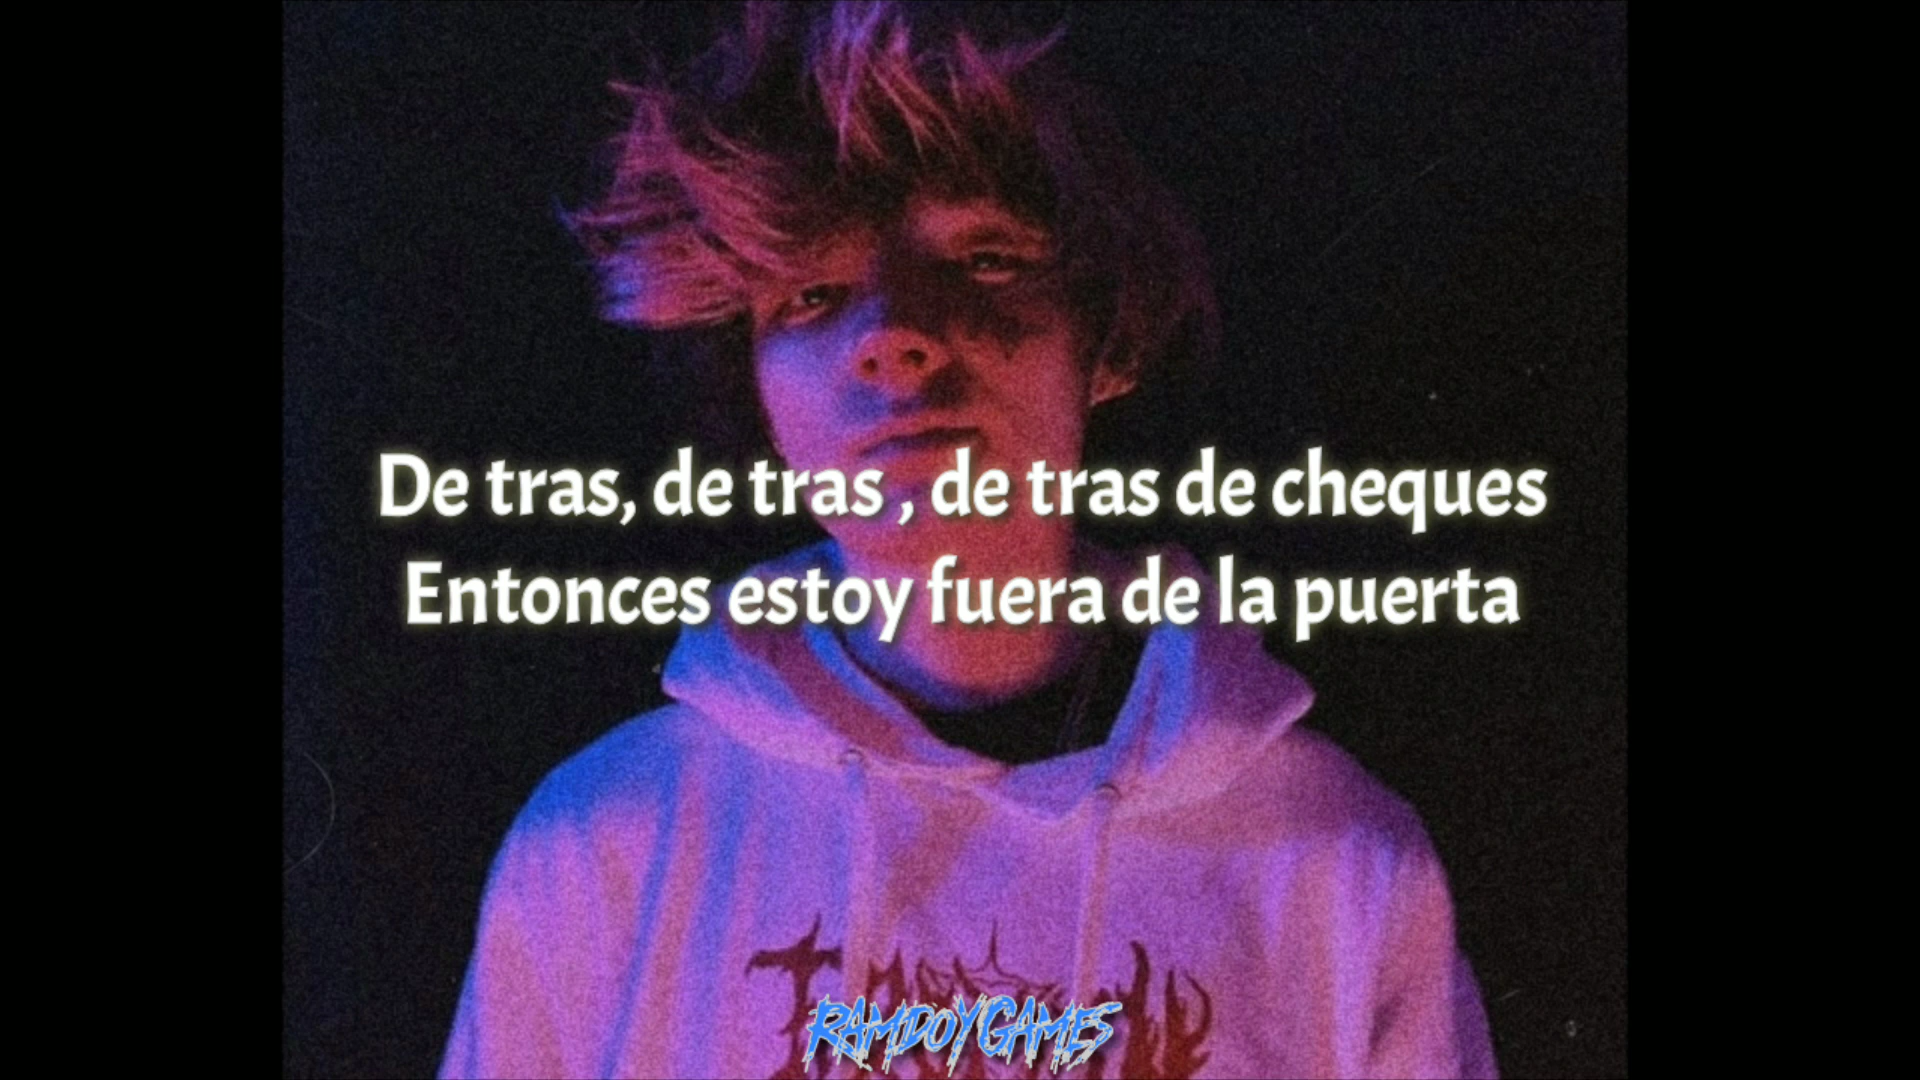 De tras, de tras , de tras de cheques
Entonces estoy fuera de la puerta
RAMDOYGAMES